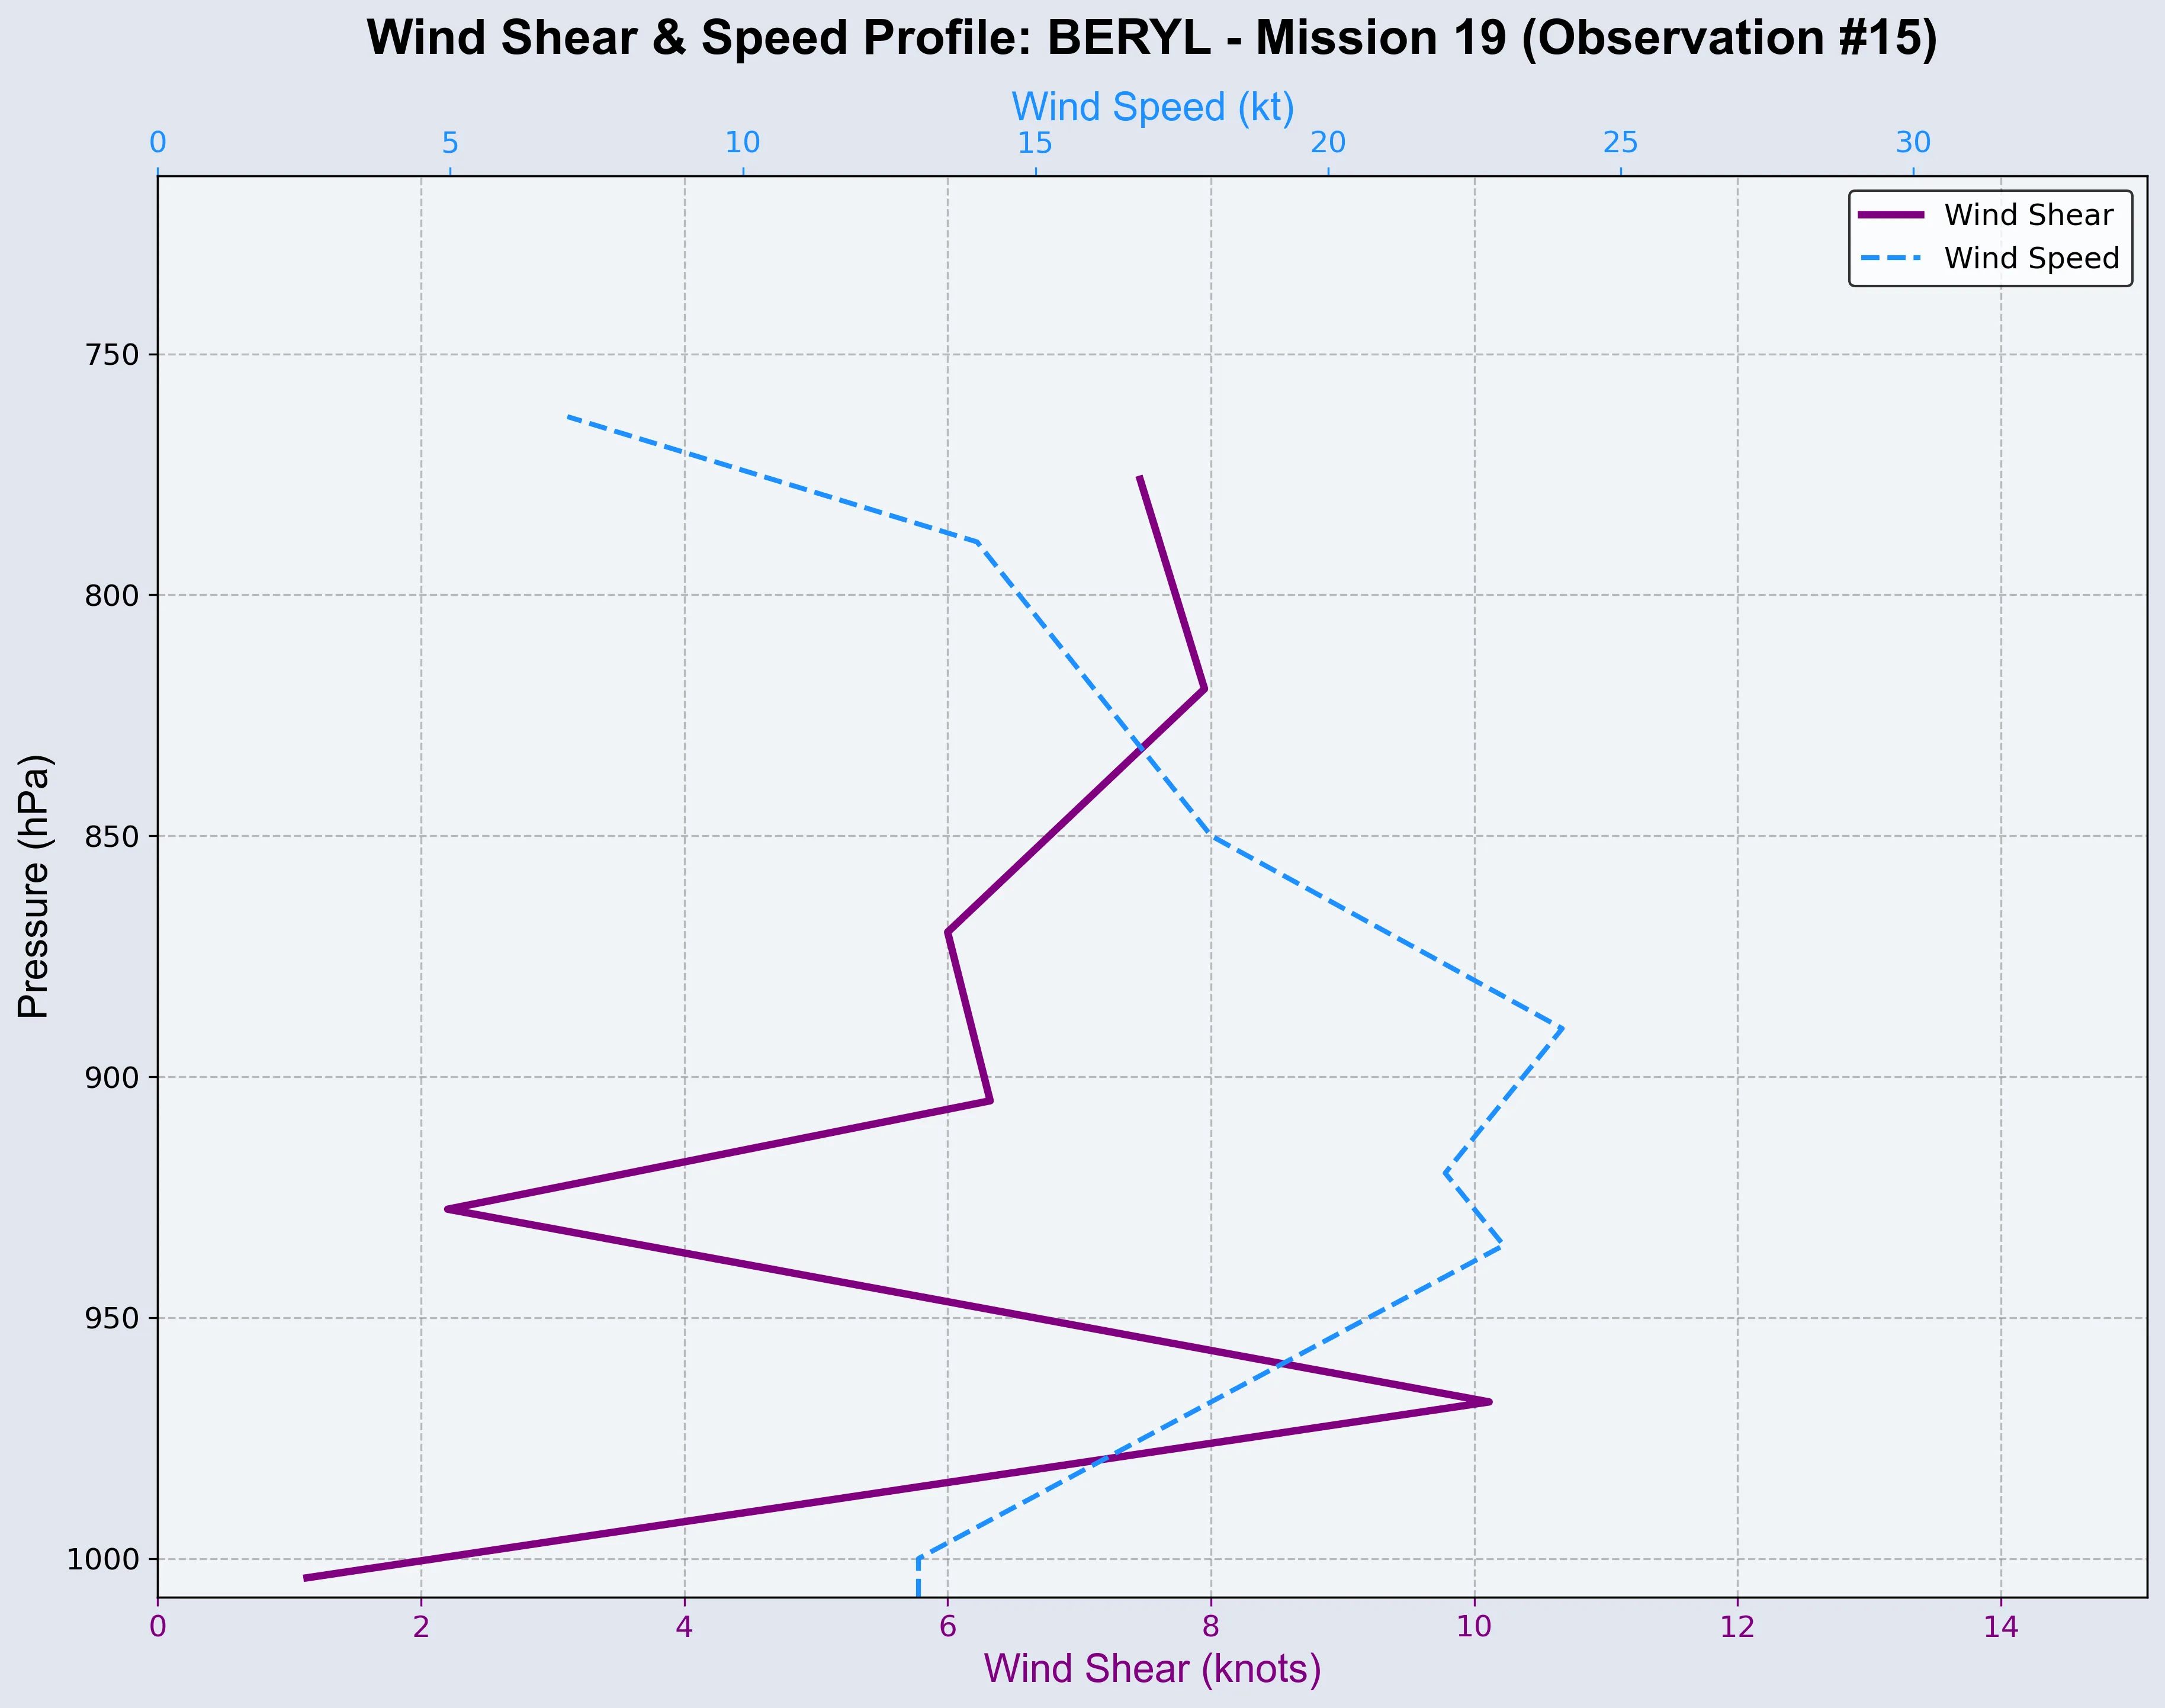 Wind Shear & Speed Profile: BERYL - Mission 19 (Observation #15)
Wind Speed (kt)
0 5 10 15 20 25 30
Wind Shear
Wind Speed
750
800
850
900
950
1000
Pressure (hPa)
0 2 4 6 8 10 12 14
Wind Shear (knots)